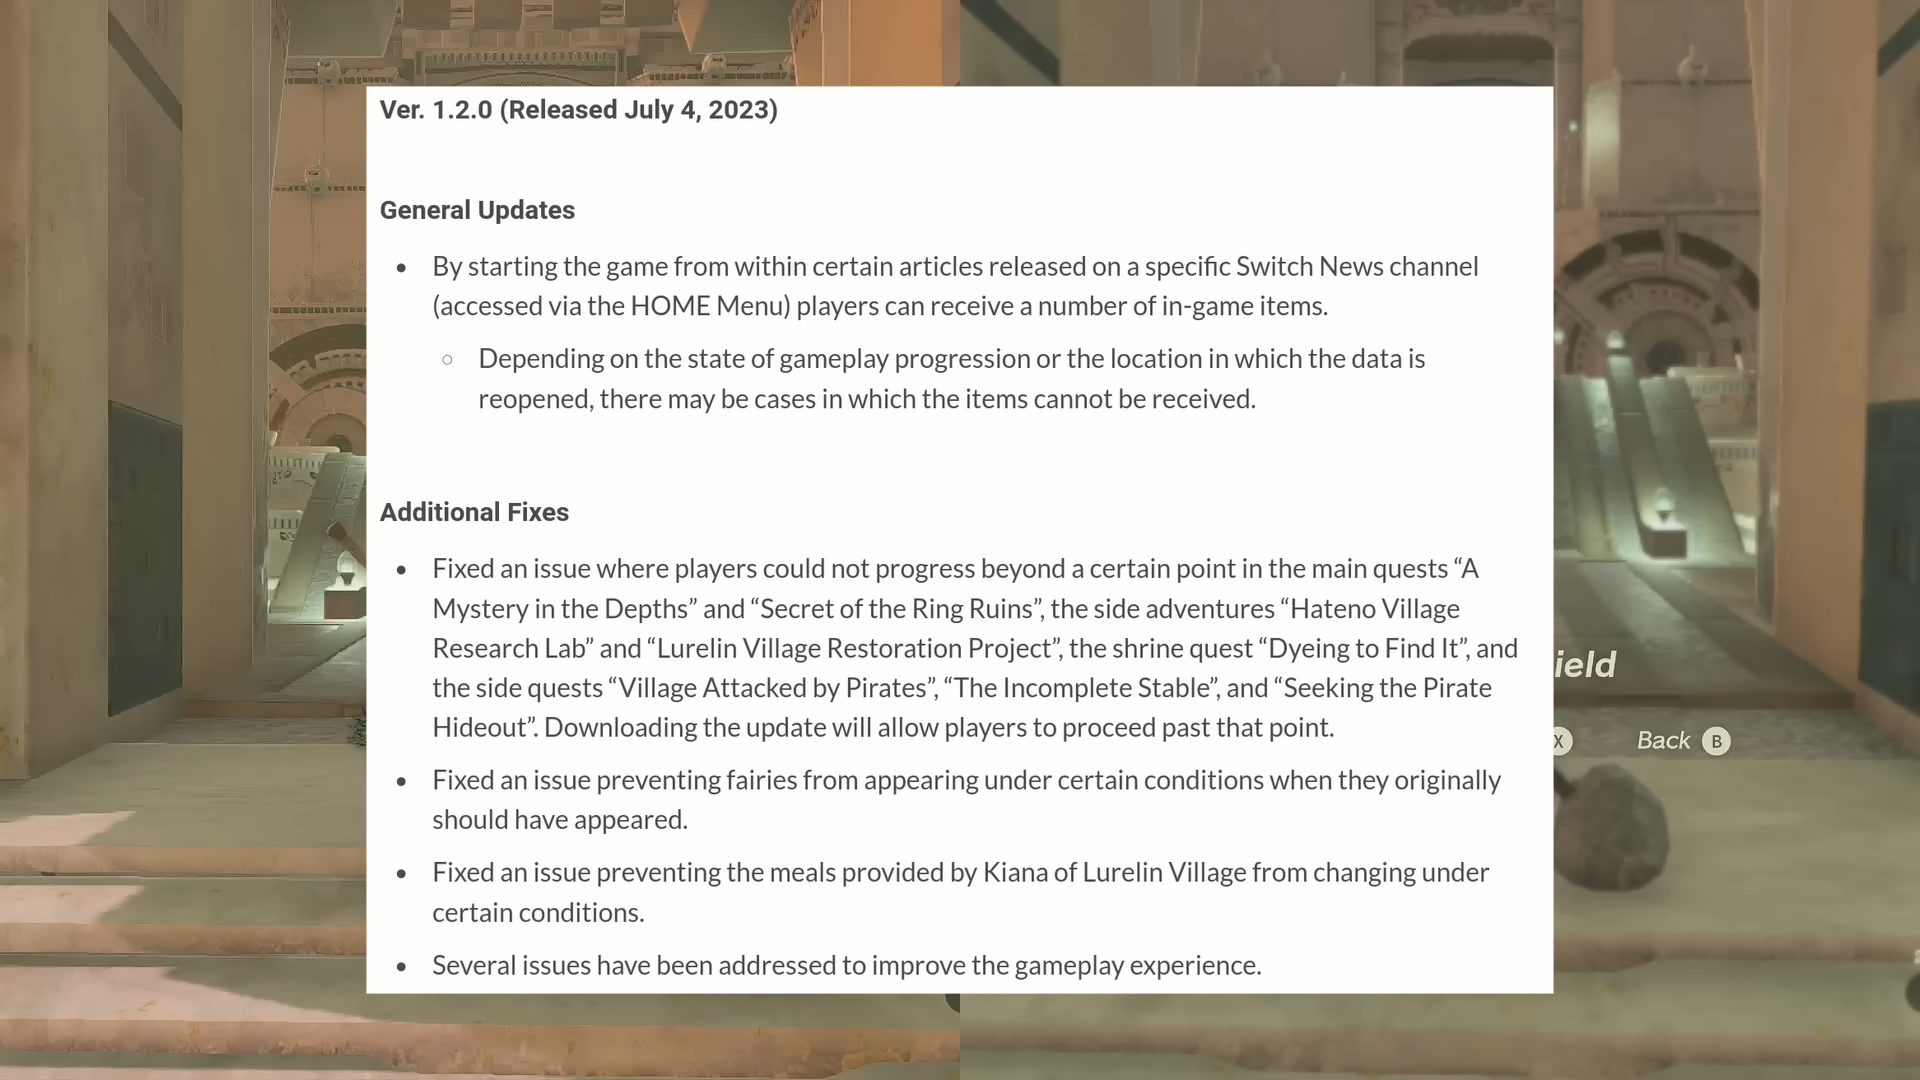 Ver. 1.2.0 (Released July 4, 2023)
General Updates
• By starting the game from within certain articles released on a specific Switch News channel
(accessed via the HOME Menu) players can receive a number of in-game items.
○ Depending on the state of gameplay progression or the location in which the data is
reopened, there may be cases in which the items cannot be received.
Additional Fixes
• Fixed an issue where players could not progress beyond a certain point in the main quests “A
Mystery in the Depths” and “Secret of the Ring Ruins”, the side adventures “Hateno Village
Research Lab” and “Lurelin Village Restoration Project”, the shrine quest “Dyeing to Find It”, and
the side quests “Village Attacked by Pirates”, “The Incomplete Stable”, and “Seeking the Pirate
Hideout”. Downloading the update will allow players to proceed past that point.
• Fixed an issue preventing fairies from appearing under certain conditions when they originally
should have appeared.
• Fixed an issue preventing the meals provided by Kiana of Lurelin Village from changing under
certain conditions.
• Several issues have been addressed to improve the gameplay experience.
ield
X Back B